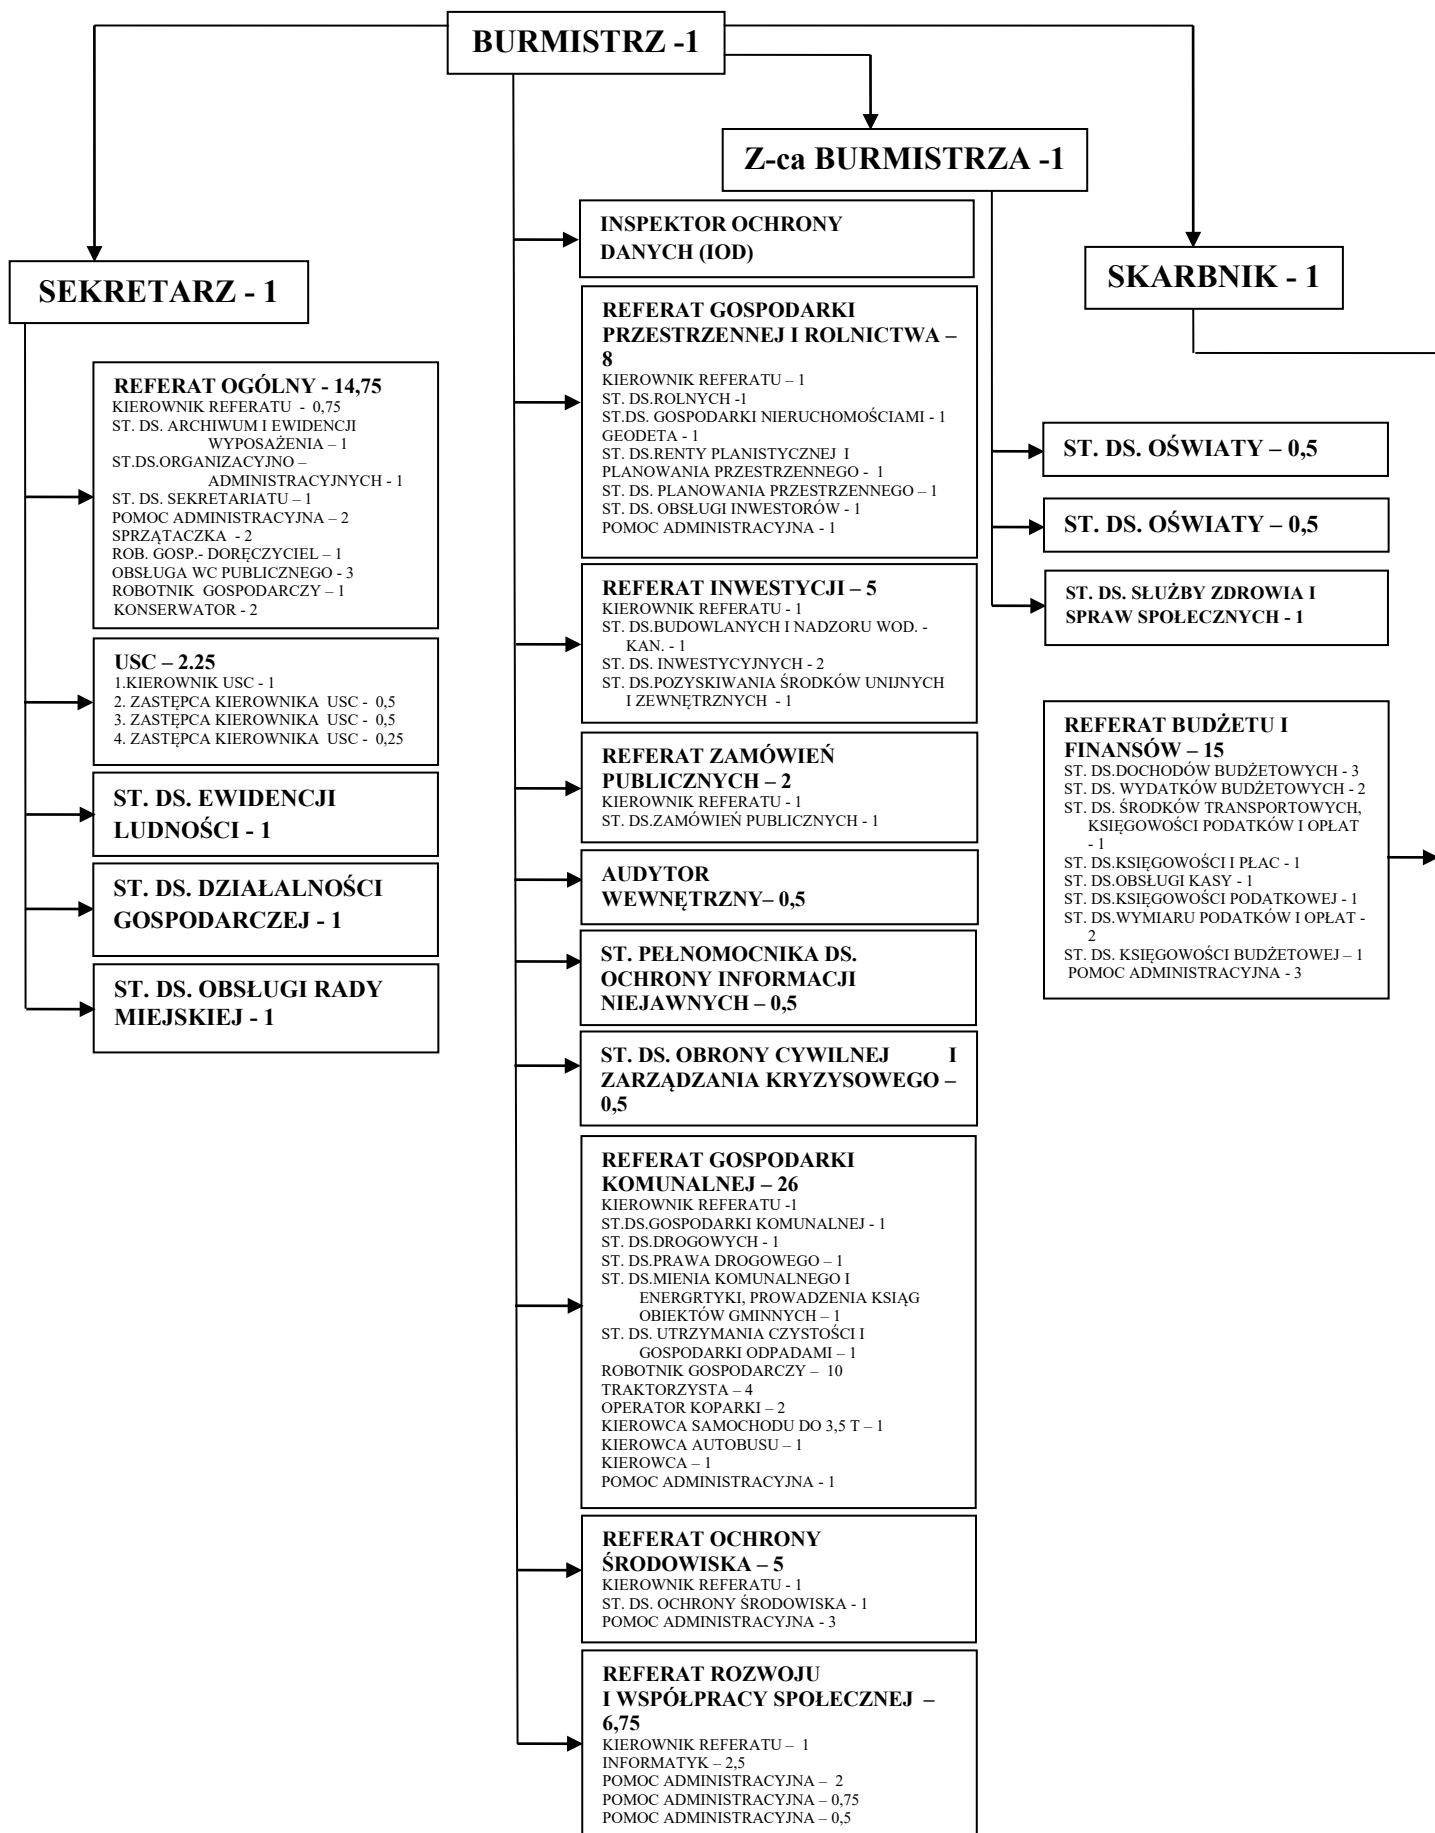 BURMISTRZ -1
Z-ca BURMISTRZA -1
SEKRETARZ - 1
SKARBNIK - 1
REFERAT OGÓLNY - 14,75
KIEROWNIK REFERATU - 0,75
ST. DS. ARCHIWUM I EWIDENCJI
WYPOSAŻENIA – 1
ST.DS.ORGANIZACYJNO –
ADMINISTRACYJNYCH - 1
ST. DS. SEKRETARIATU – 1
POMOC ADMINISTRACYJNA – 2
SPRZĄTACZKA - 2
ROB. GOSP.- DORĘCZYCIEL – 1
OBSŁUGA WC PUBLICZNEGO - 3
ROBOTNIK GOSPODARCZY – 1
KONSERWATOR - 2
USC – 2.25
1.KIEROWNIK USC - 1
2. ZASTĘPCA KIEROWNIKA USC - 0,5
3. ZASTĘPCA KIEROWNIKA USC - 0,5
4. ZASTĘPCA KIEROWNIKA USC - 0,25
ST. DS. EWIDENCJI
LUDNOŚCI - 1
ST. DS. DZIAŁALNOŚCI
GOSPODARCZEJ - 1
ST. DS. OBSŁUGI RADY
MIEJSKIEJ - 1
INSPEKTOR OCHRONY
DANYCH (IOD)
REFERAT GOSPODARKI
PRZESTRZENNEJ I ROLNICTWA –
8
KIEROWNIK REFERATU – 1
ST. DS.ROLNYCH -1
ST.DS. GOSPODARKI NIERUCHOMOŚCIAMI - 1
GEODETA - 1
ST. DS.RENTY PLANISTYCZNEJ I
PLANOWANIA PRZESTRZENNEGO - 1
ST. DS. PLANOWANIA PRZESTRZENNEGO – 1
ST. DS. OBSŁUGI INWESTORÓW - 1
POMOC ADMINISTRACYJNA - 1
REFERAT INWESTYCJI – 5
KIEROWNIK REFERATU - 1
ST. DS.BUDOWLANYCH I NADZORU WOD. -
KAN. - 1
ST. DS. INWESTYCYJNYCH - 2
ST. DS.POZYSKIWANIA ŚRODKÓW UNIJNYCH
I ZEWNĘTRZNYCH - 1
REFERAT ZAMÓWIEŃ
PUBLICZNYCH – 2
KIEROWNIK REFERATU - 1
ST. DS.ZAMÓWIEŃ PUBLICZNYCH - 1
AUDYTOR
WEWNĘTRZNY– 0,5
ST. PEŁNOMOCNIKA DS.
OCHRONY INFORMACJI
NIEJAWNYCH – 0,5
ST. DS. OBRONY CYWILNEJ I
ZARZĄDZANIA KRYZYSOWEGO –
0,5
REFERAT GOSPODARKI
KOMUNALNEJ – 26
KIEROWNIK REFERATU -1
ST.DS.GOSPODARKI KOMUNALNEJ - 1
ST. DS.DROGOWYCH - 1
ST. DS.PRAWA DROGOWEGO – 1
ST. DS.MIENIA KOMUNALNEGO I
ENERGRTYKI, PROWADZENIA KSIĄG
OBIEKTÓW GMINNYCH – 1
ST. DS. UTRZYMANIA CZYSTOŚCI I
GOSPODARKI ODPADAMI – 1
ROBOTNIK GOSPODARCZY – 10
TRAKTORZYSTA – 4
OPERATOR KOPARKI – 2
KIEROWCA SAMOCHODU DO 3,5 T – 1
KIEROWCA AUTOBUSU – 1
KIEROWCA – 1
POMOC ADMINISTRACYJNA - 1
REFERAT OCHRONY
ŚRODOWISKA – 5
KIEROWNIK REFERATU - 1
ST. DS. OCHRONY ŚRODOWISKA - 1
POMOC ADMINISTRACYJNA - 3
REFERAT ROZWOJU
I WSPÓŁPRACY SPOŁECZNEJ –
6,75
KIEROWNIK REFERATU – 1
INFORMATYK – 2,5
POMOC ADMINISTRACYJNA – 2
POMOC ADMINISTRACYJNA – 0,75
POMOC ADMINISTRACYJNA – 0,5
ST. DS. OŚWIATY – 0,5
ST. DS. OŚWIATY – 0,5
ST. DS. SŁUŻBY ZDROWIA I
SPRAW SPOŁECZNYCH - 1
REFERAT BUDŻETU I
FINANSÓW – 15
ST. DS.DOCHODÓW BUDŻETOWYCH - 3
ST. DS. WYDATKÓW BUDŻETOWYCH - 2
ST. DS. ŚRODKÓW TRANSPORTOWYCH,
KSIĘGOWOŚCI PODATKÓW I OPŁAT
- 1
ST. DS.KSIĘGOWOŚCI I PŁAC - 1
ST. DS.OBSŁUGI KASY - 1
ST. DS.KSIĘGOWOŚCI PODATKOWEJ - 1
ST. DS.WYMIARU PODATKÓW I OPŁAT -
2
ST. DS. KSIĘGOWOŚCI BUDŻETOWEJ – 1
POMOC ADMINISTRACYJNA - 3